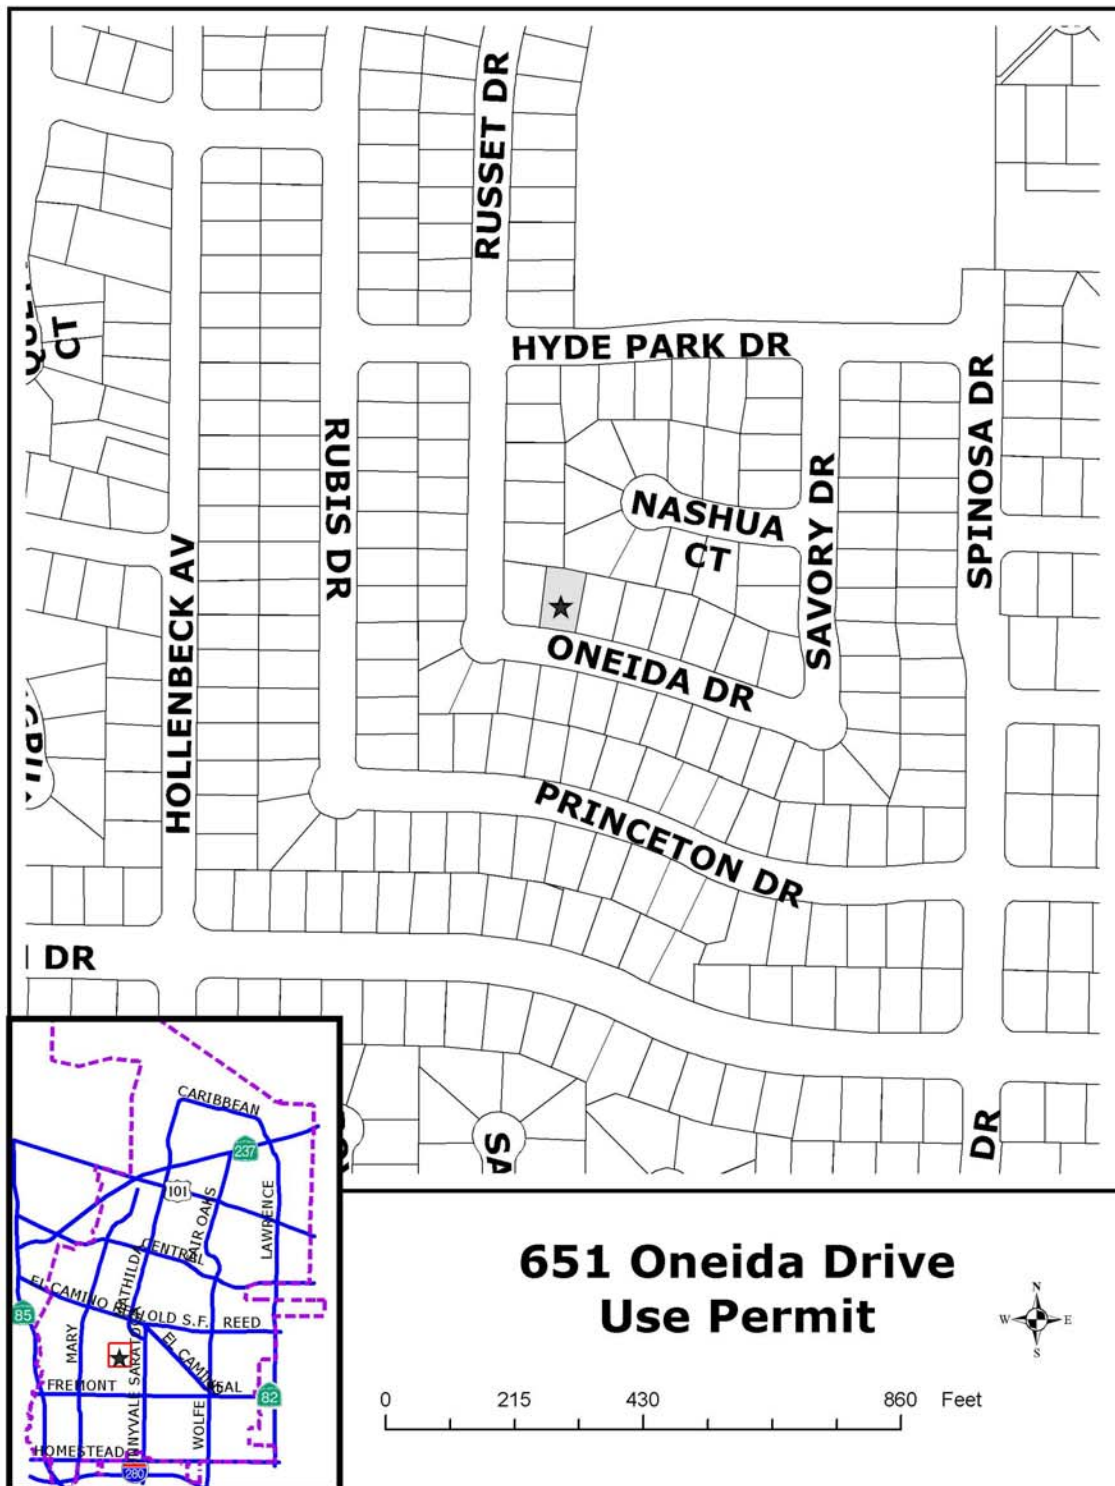 RUSSET DR
HYDE PARK DR
CT
RUBIS DR
NASHUA
CT
SAVORY DR
SPINOSA DR
HOLLENBECK AV
ONEIDA DR
PRINCETON DR
DR
SA
DR
CARIBBEAN
237
101
FAIR OAKS
LAWRENCE
CENTRAL
MATHILDA
EL CAMINO
OLD S.F.
REED
85
MARY
EL CAMINO
FREMONT
82
WOLFE
HOMESTEAD
280
651 Oneida Drive
Use Permit
N
W E
S
0 215 430 860 Feet